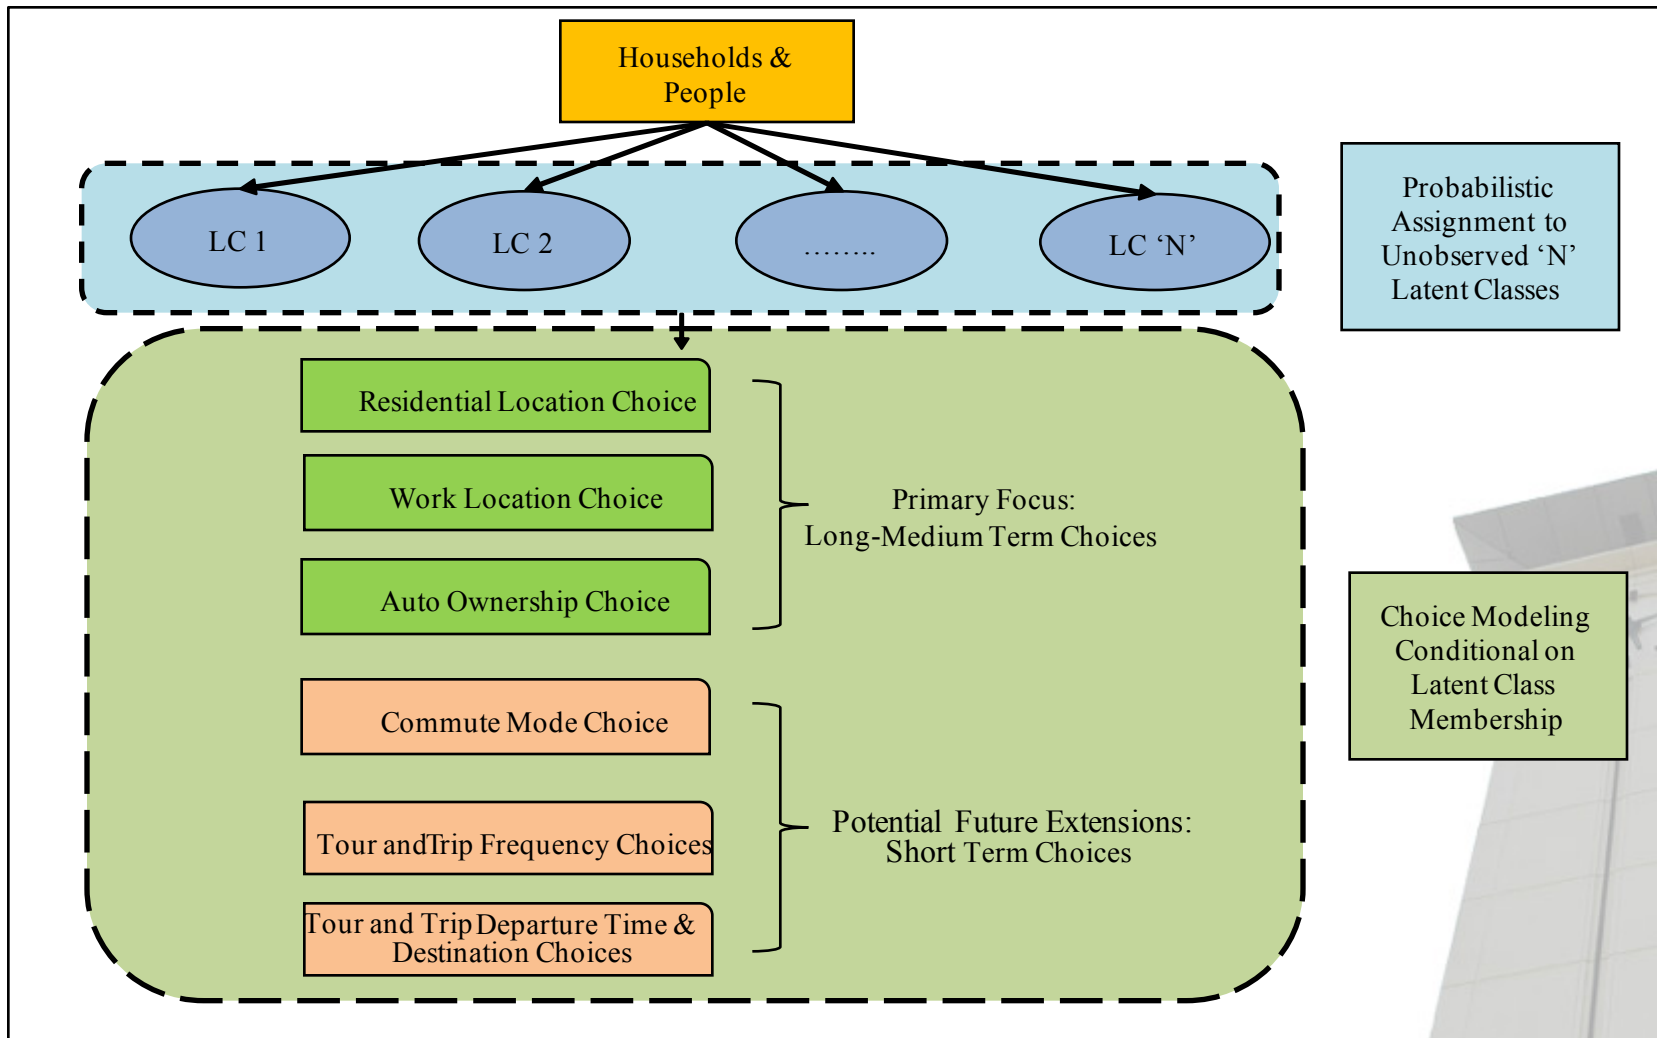 Households &
People
LC 1
LC 2
........
LC ‘N’
Probabilistic
Assignment to
Unobserved ‘N’
Latent Classes
Residential Location Choice
Work Location Choice
Auto Ownership Choice
Primary Focus:
Long-Medium Term Choices
Choice Modeling
Conditional on
Latent Class
Membership
Commute Mode Choice
Tour and Trip Frequency Choices
Tour and Trip Departure Time &
Destination Choices
Potential Future Extensions:
Short Term Choices